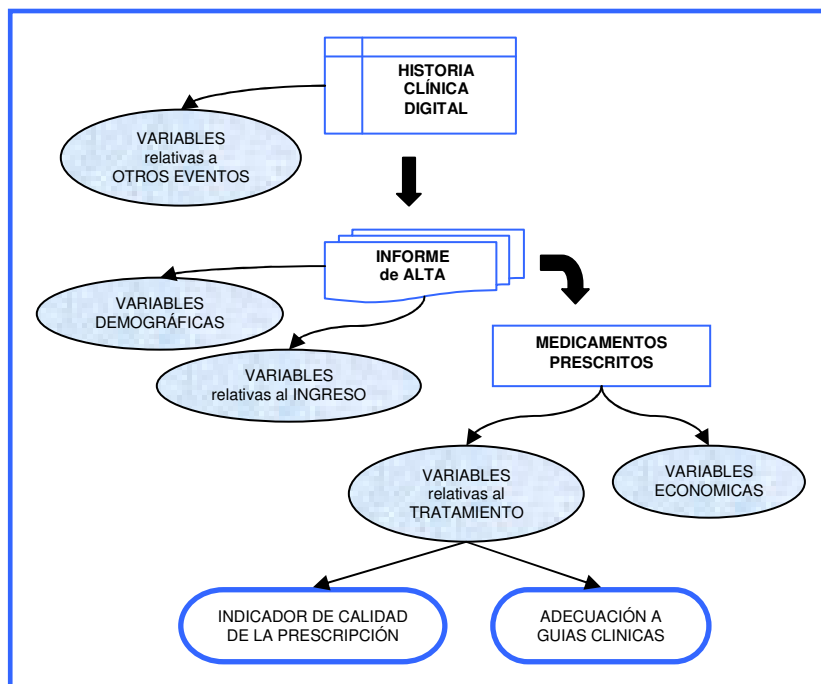 HISTORIA
CLÍNICA
DIGITAL
VARIABLES
relativas a
OTROS EVENTOS
INFORME
de ALTA
VARIABLES
DEMOGRÁFICAS
VARIABLES
relativas al INGRESO
MEDICAMENTOS
PRESCRITOS
VARIABLES
relativas al
TRATAMIENTO
VARIABLES
ECONOMICAS
INDICADOR DE CALIDAD
DE LA PRESCRIPCIÓN
ADECUACIÓN A
GUIAS CLINICAS